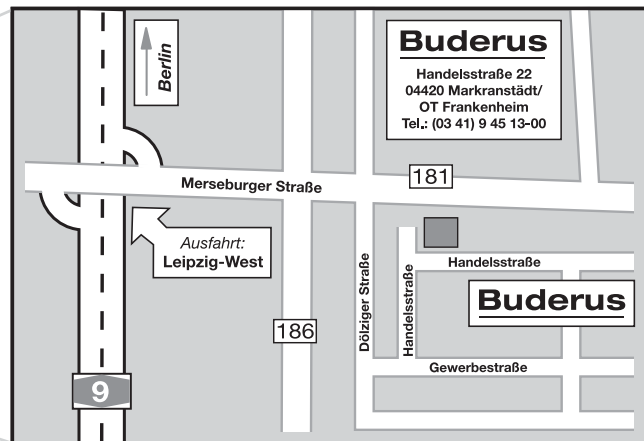 Berlin
Buderus
Handelsstraße 22
04420 Markranstädt/
OT Frankenheim
Tel.: (03 41) 9 45 13-00
Merseburger Straße
181
Ausfahrt:
Leipzig-West
Dölziger Straße
Handelsstraße
Handelsstraße
Buderus
186
Gewerbestraße
9